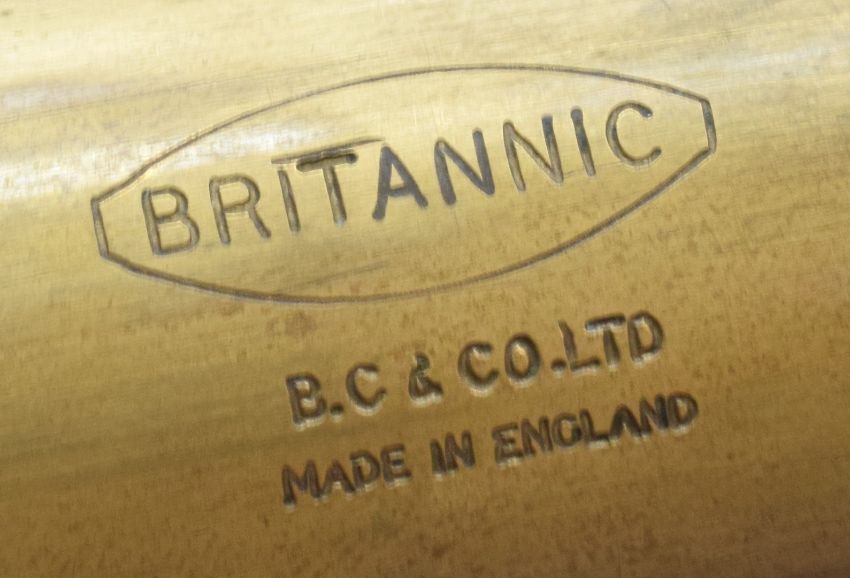 BRITANNIC
B.C & CO.LTD
MADE IN ENGLAND